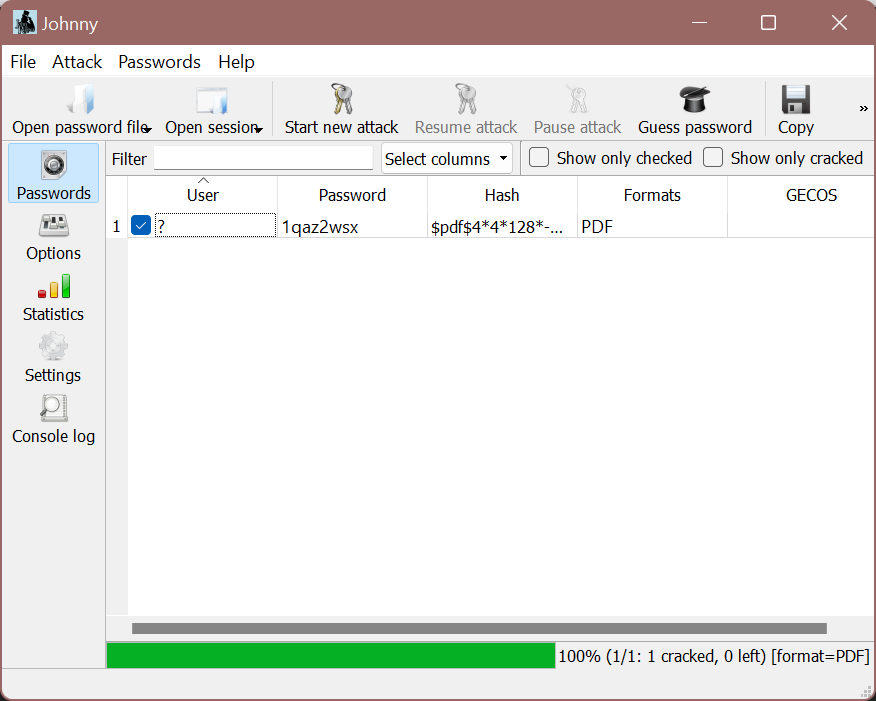 Johnny
File Attack Passwords Help
Open password file Open session Start new attack Resume attack Pause attack Guess password Copy »
Passwords
Options
Statistics
Settings
Console log
Filter Select columns Show only checked Show only cracked
User Password Hash Formats GECOS
1 ? 1qaz2wsx $pdf$4*4*128*-... PDF
100% (1/1: 1 cracked, 0 left) [format=PDF]